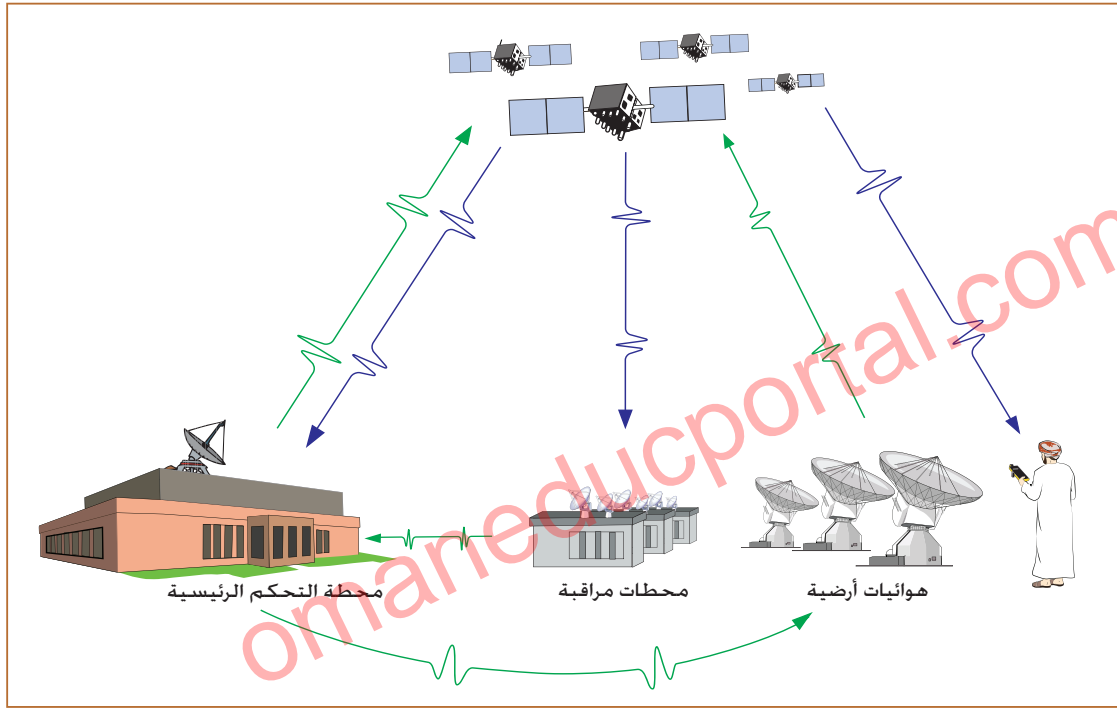 هوائيات أرضية
محطات مراقبة
محطة التحكم الرئيسية
omaneducportal.com